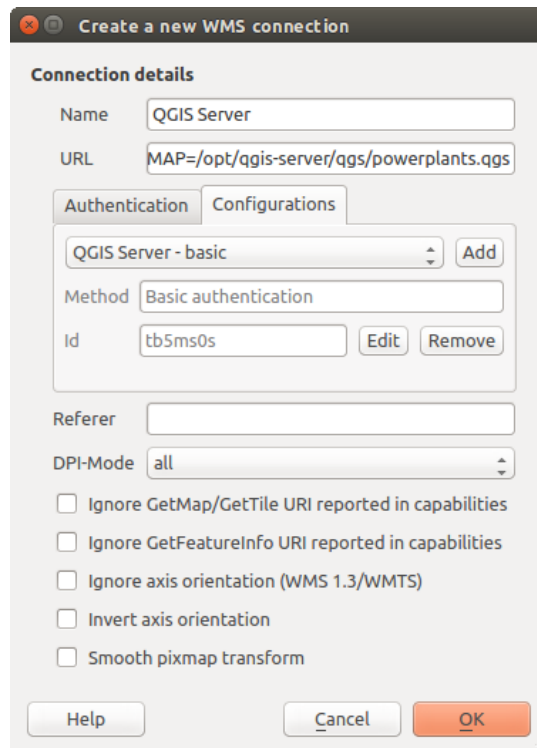 Create a new WMS connection
Connection details
Name QGIS Server
URL MAP=/opt/qgis-server/qgs/powerplants.qgs
Authentication Configurations
QGIS Server - basic Add
Method Basic authentication
Id tb5ms0s Edit Remove
Referer
DPI-Mode all
Ignore GetMap/GetTile URI reported in capabilities
Ignore GetFeatureInfo URI reported in capabilities
Ignore axis orientation (WMS 1.3/WMTS)
Invert axis orientation
Smooth pixmap transform
Help Cancel OK